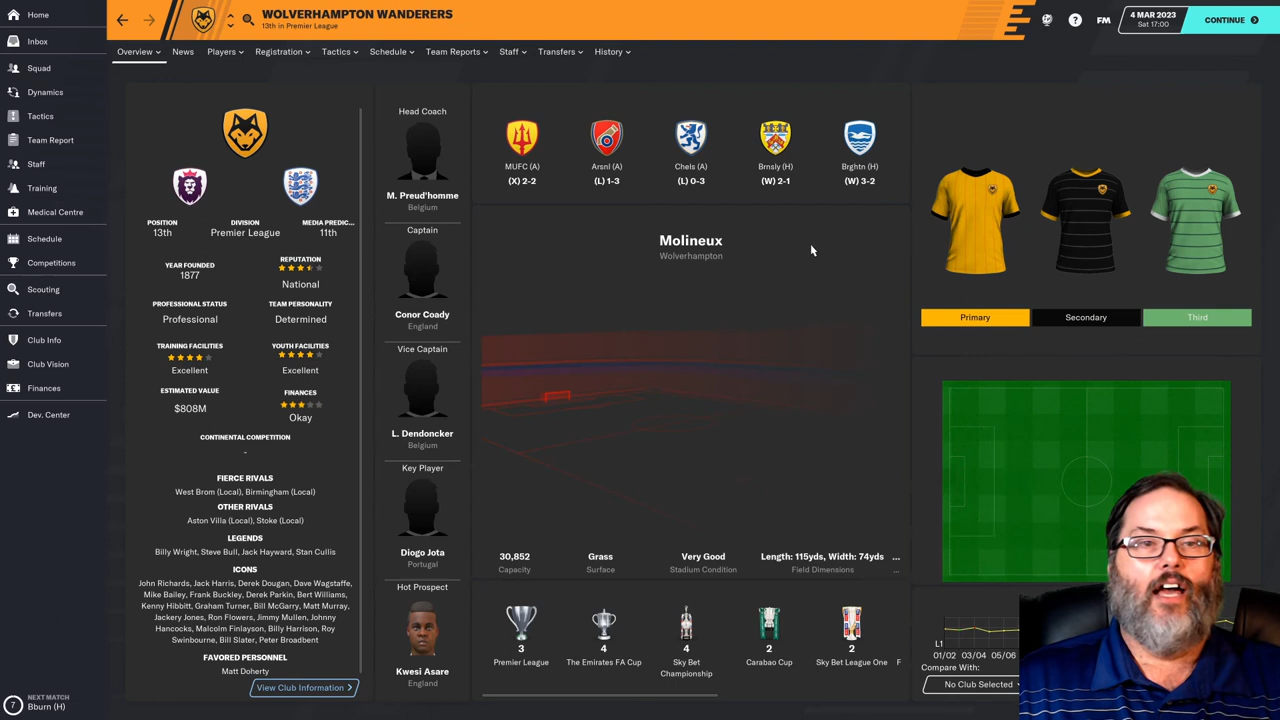 Home
Inbox
Squad
Dynamics
Tactics
Team Report
Staff
Training
Medical Centre
Schedule
Competitions
Scouting
Transfers
Club Info
Club Vision
Finances
Dev. Center
7
NEXT MATCH
Bburn (H)
WOLVERHAMPTON WANDERERS
13th in Premier League
?
FM
4 MAR 2023
Sat 17:00
CONTINUE
Overview
News
Players
Registration
Tactics
Schedule
Team Reports
Staff
Transfers
History
POSITION
13th
DIVISION
Premier League
MEDIA PREDIC...
11th
YEAR FOUNDED
1877
REPUTATION
National
PROFESSIONAL STATUS
Professional
TEAM PERSONALITY
Determined
TRAINING FACILITIES
Excellent
YOUTH FACILITIES
Excellent
ESTIMATED VALUE
$808M
FINANCES
Okay
CONTINENTAL COMPETITION
-
FIERCE RIVALS
West Brom (Local), Birmingham (Local)
OTHER RIVALS
Aston Villa (Local), Stoke (Local)
LEGENDS
Billy Wright, Steve Bull, Jack Hayward, Stan Cullis
ICONS
John Richards, Jack Harris, Derek Dougan, Dave Wagstaffe,
Mike Bailey, Frank Buckley, Derek Parkin, Bert Williams,
Kenny Hibbitt, Graham Turner, Bill McGarry, Matt Murray,
Jackery Jones, Ron Flowers, Jimmy Mullen, Johnny
Hancocks, Malcolm Finlayson, Billy Harrison, Roy
Swinbourne, Bill Slater, Peter Broadbent
FAVORED PERSONNEL
Matt Doherty
View Club Information
Head Coach
M. Preud'homme
Belgium
Captain
Conor Coady
England
Vice Captain
L. Dendoncker
Belgium
Key Player
Diogo Jota
Portugal
Hot Prospect
Kwesi Asare
England
MUFC (A)
(X) 2-2
Arsnl (A)
(L) 1-3
Chels (A)
(L) 0-3
Brnsly (H)
(W) 2-1
Brghtn (H)
(W) 3-2
Molineux
Wolverhampton
30,852
Capacity
Grass
Surface
Very Good
Stadium Condition
Length: 115yds, Width: 74yds
Field Dimensions
...
...
3
Premier League
4
The Emirates FA Cup
4
Sky Bet
Championship
2
Carabao Cup
2
Sky Bet League One
F
Primary
Secondary
Third
L1
01/02 03/04 05/06
Compare With:
No Club Selected